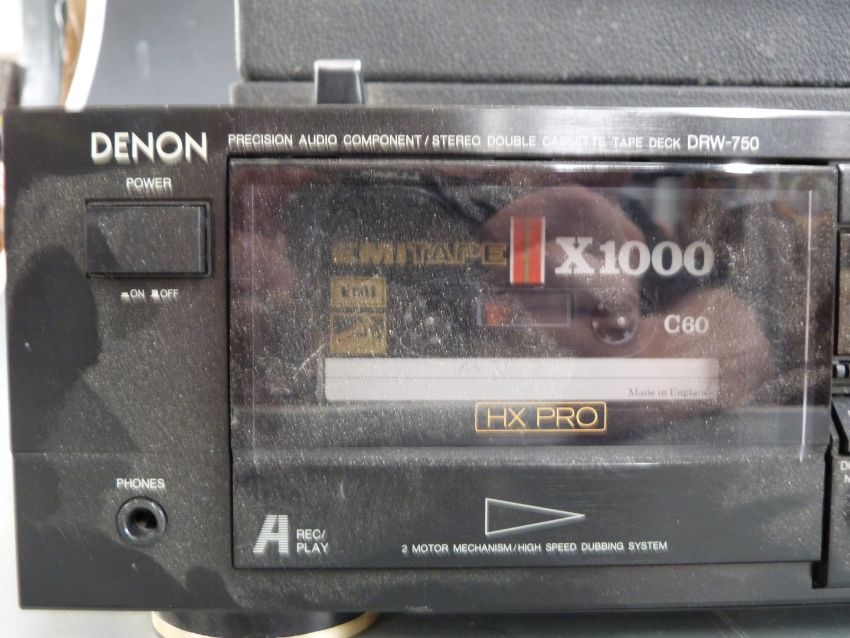 DENON PRECISION AUDIO COMPONENT/STEREO DOUBLE CASSETTE TAPE DECK DRW-750
POWER
ON OFF
EMITAPE X1000
EMI
C60
Made in England
HX PRO
PHONES
A REC/
PLAY
2 MOTOR MECHANISM/HIGH SPEED DUBBING SYSTEM